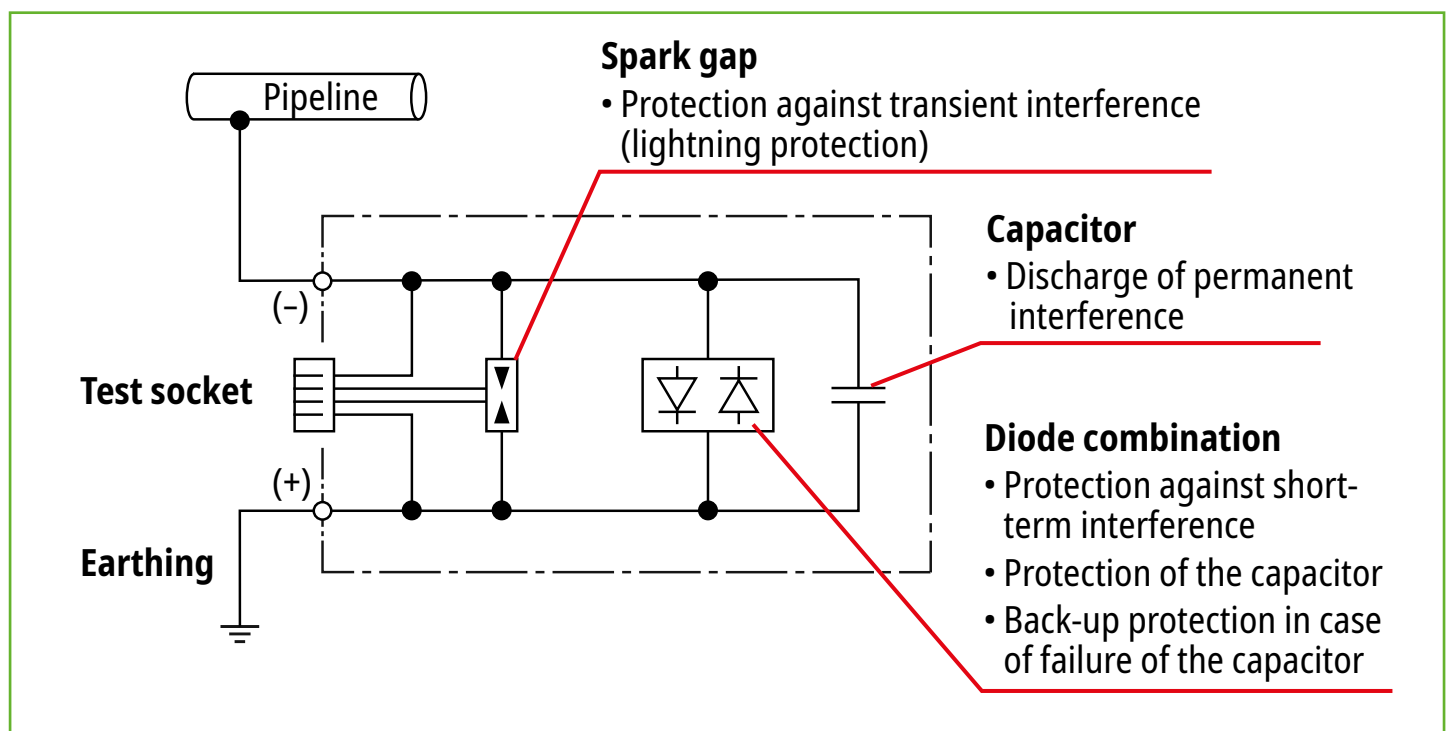 Spark gap
• Protection against transient interference
(lightning protection)
Pipeline
Capacitor
• Discharge of permanent
interference
(–)
Test socket
Diode combination
• Protection against short-
term interference
• Protection of the capacitor
• Back-up protection in case
of failure of the capacitor
(+)
Earthing